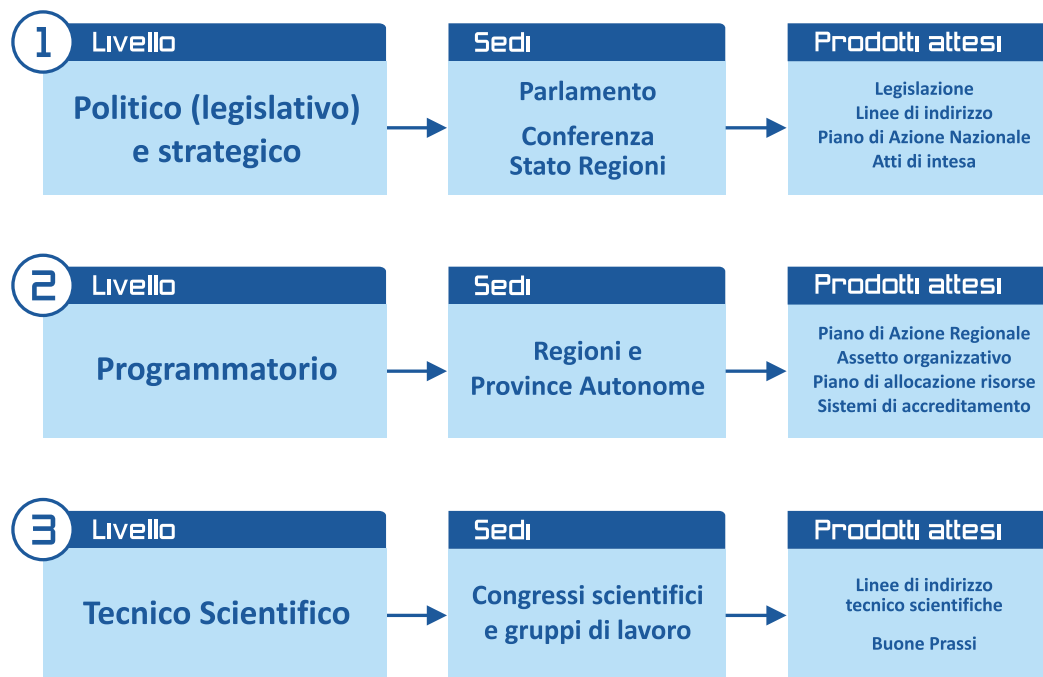 1
Livello
Politico (legislativo)
e strategico
Sedi
Parlamento
Conferenza
Stato Regioni
Prodotti attesi
Legislazione
Linee di indirizzo
Piano di Azione Nazionale
Atti di intesa
2
Livello
Programmatorio
Sedi
Regioni e
Province Autonome
Prodotti attesi
Piano di Azione Regionale
Assetto organizzativo
Piano di allocazione risorse
Sistemi di accreditamento
3
Livello
Tecnico Scientifico
Sedi
Congressi scientifici
e gruppi di lavoro
Prodotti attesi
Linee di indirizzo
tecnico scientifiche
Buone Prassi